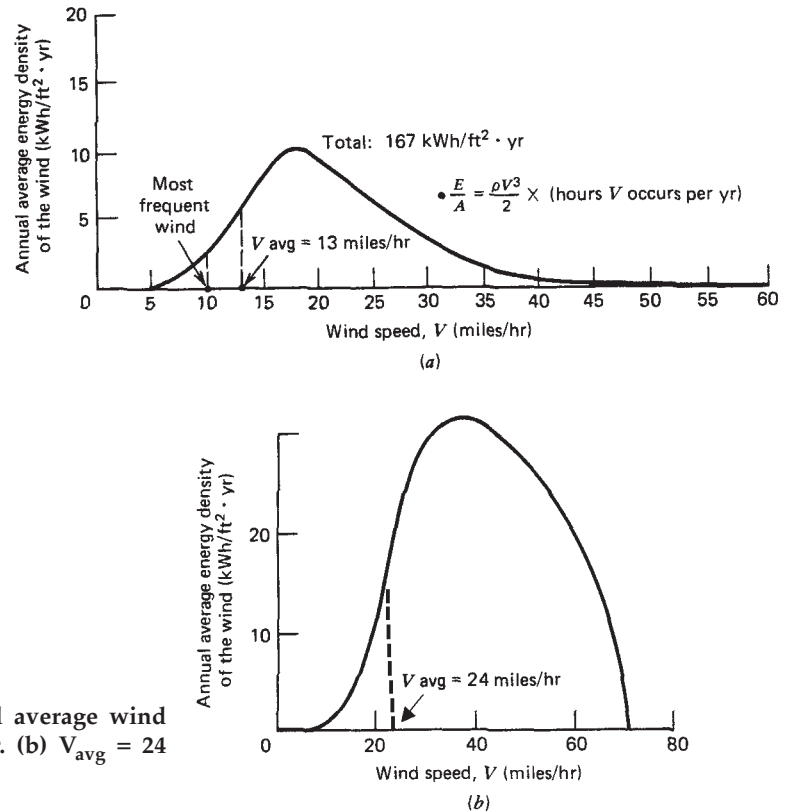 Annual average energy density
of the wind (kWh/ft² · yr)
20
15
10
5
0
Total: 167 kWh/ft² · yr
• E/A = ρV³/2 × (hours V occurs per yr)
Most
frequent
wind
V avg = 13 miles/hr
5 10 15 20 25 30 35 40 45 50 55 60
Wind speed, V (miles/hr)
(a)
Annual average energy density
of the wind (kWh/ft² · yr)
20
10
V avg = 24 miles/hr
0 20 40 60 80
Wind speed, V (miles/hr)
(b)
average wind
. (b) Vavg = 24